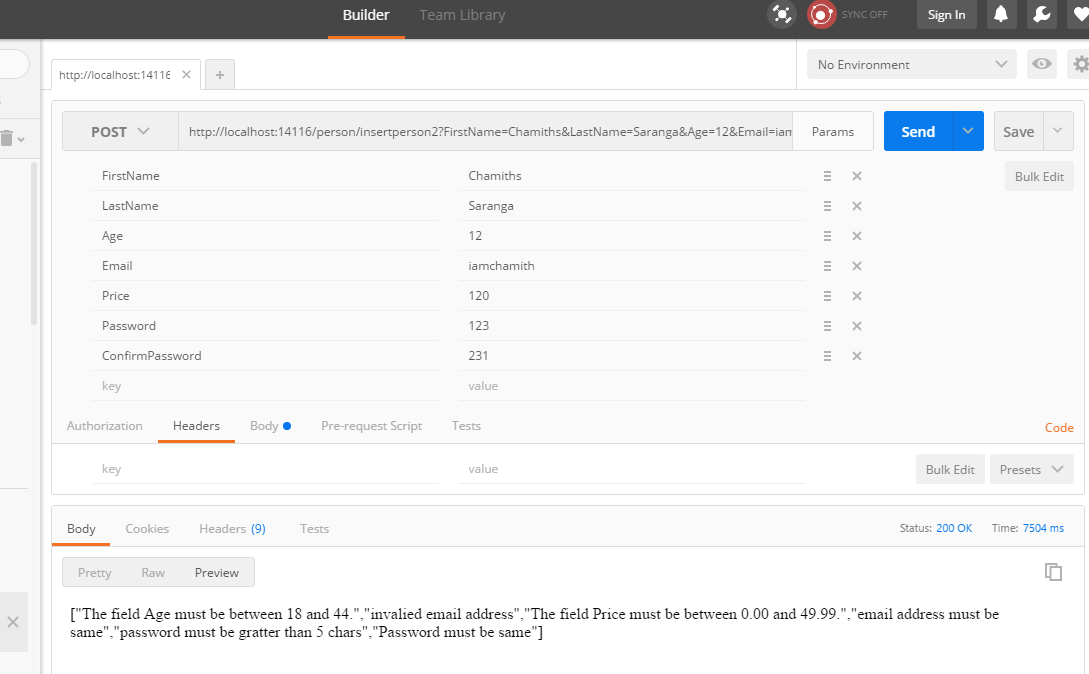 Builder Team Library SYNC OFF Sign In
http://localhost:14116 No Environment
POST http://localhost:14116/person/insertperson2?FirstName=Chamiths&LastName=Saranga&Age=12&Email=iam Params Send Save
FirstName Chamiths Bulk Edit
LastName Saranga
Age 12
Email iamchamith
Price 120
Password 123
ConfirmPassword 231
key value
Authorization Headers Body Pre-request Script Tests Code
key value Bulk Edit Presets
Body Cookies Headers (9) Tests Status: 200 OK Time: 7504 ms
Pretty Raw Preview
["The field Age must be between 18 and 44.","invalied email address","The field Price must be between 0.00 and 49.99.","email address must be
same","password must be gratter than 5 chars","Password must be same"]